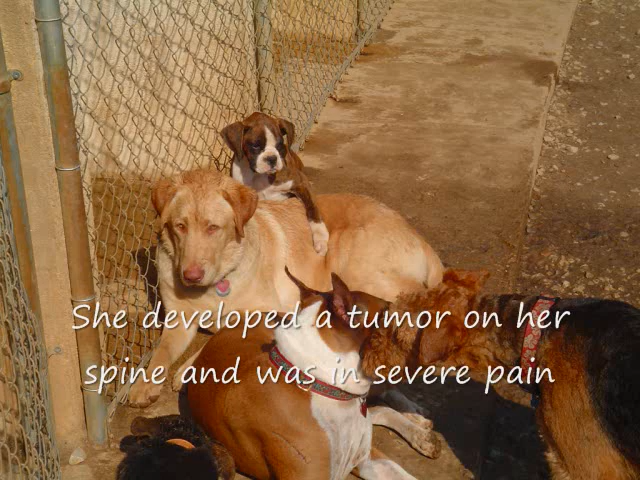 She developed a tumor on her
spine and was in severe pain